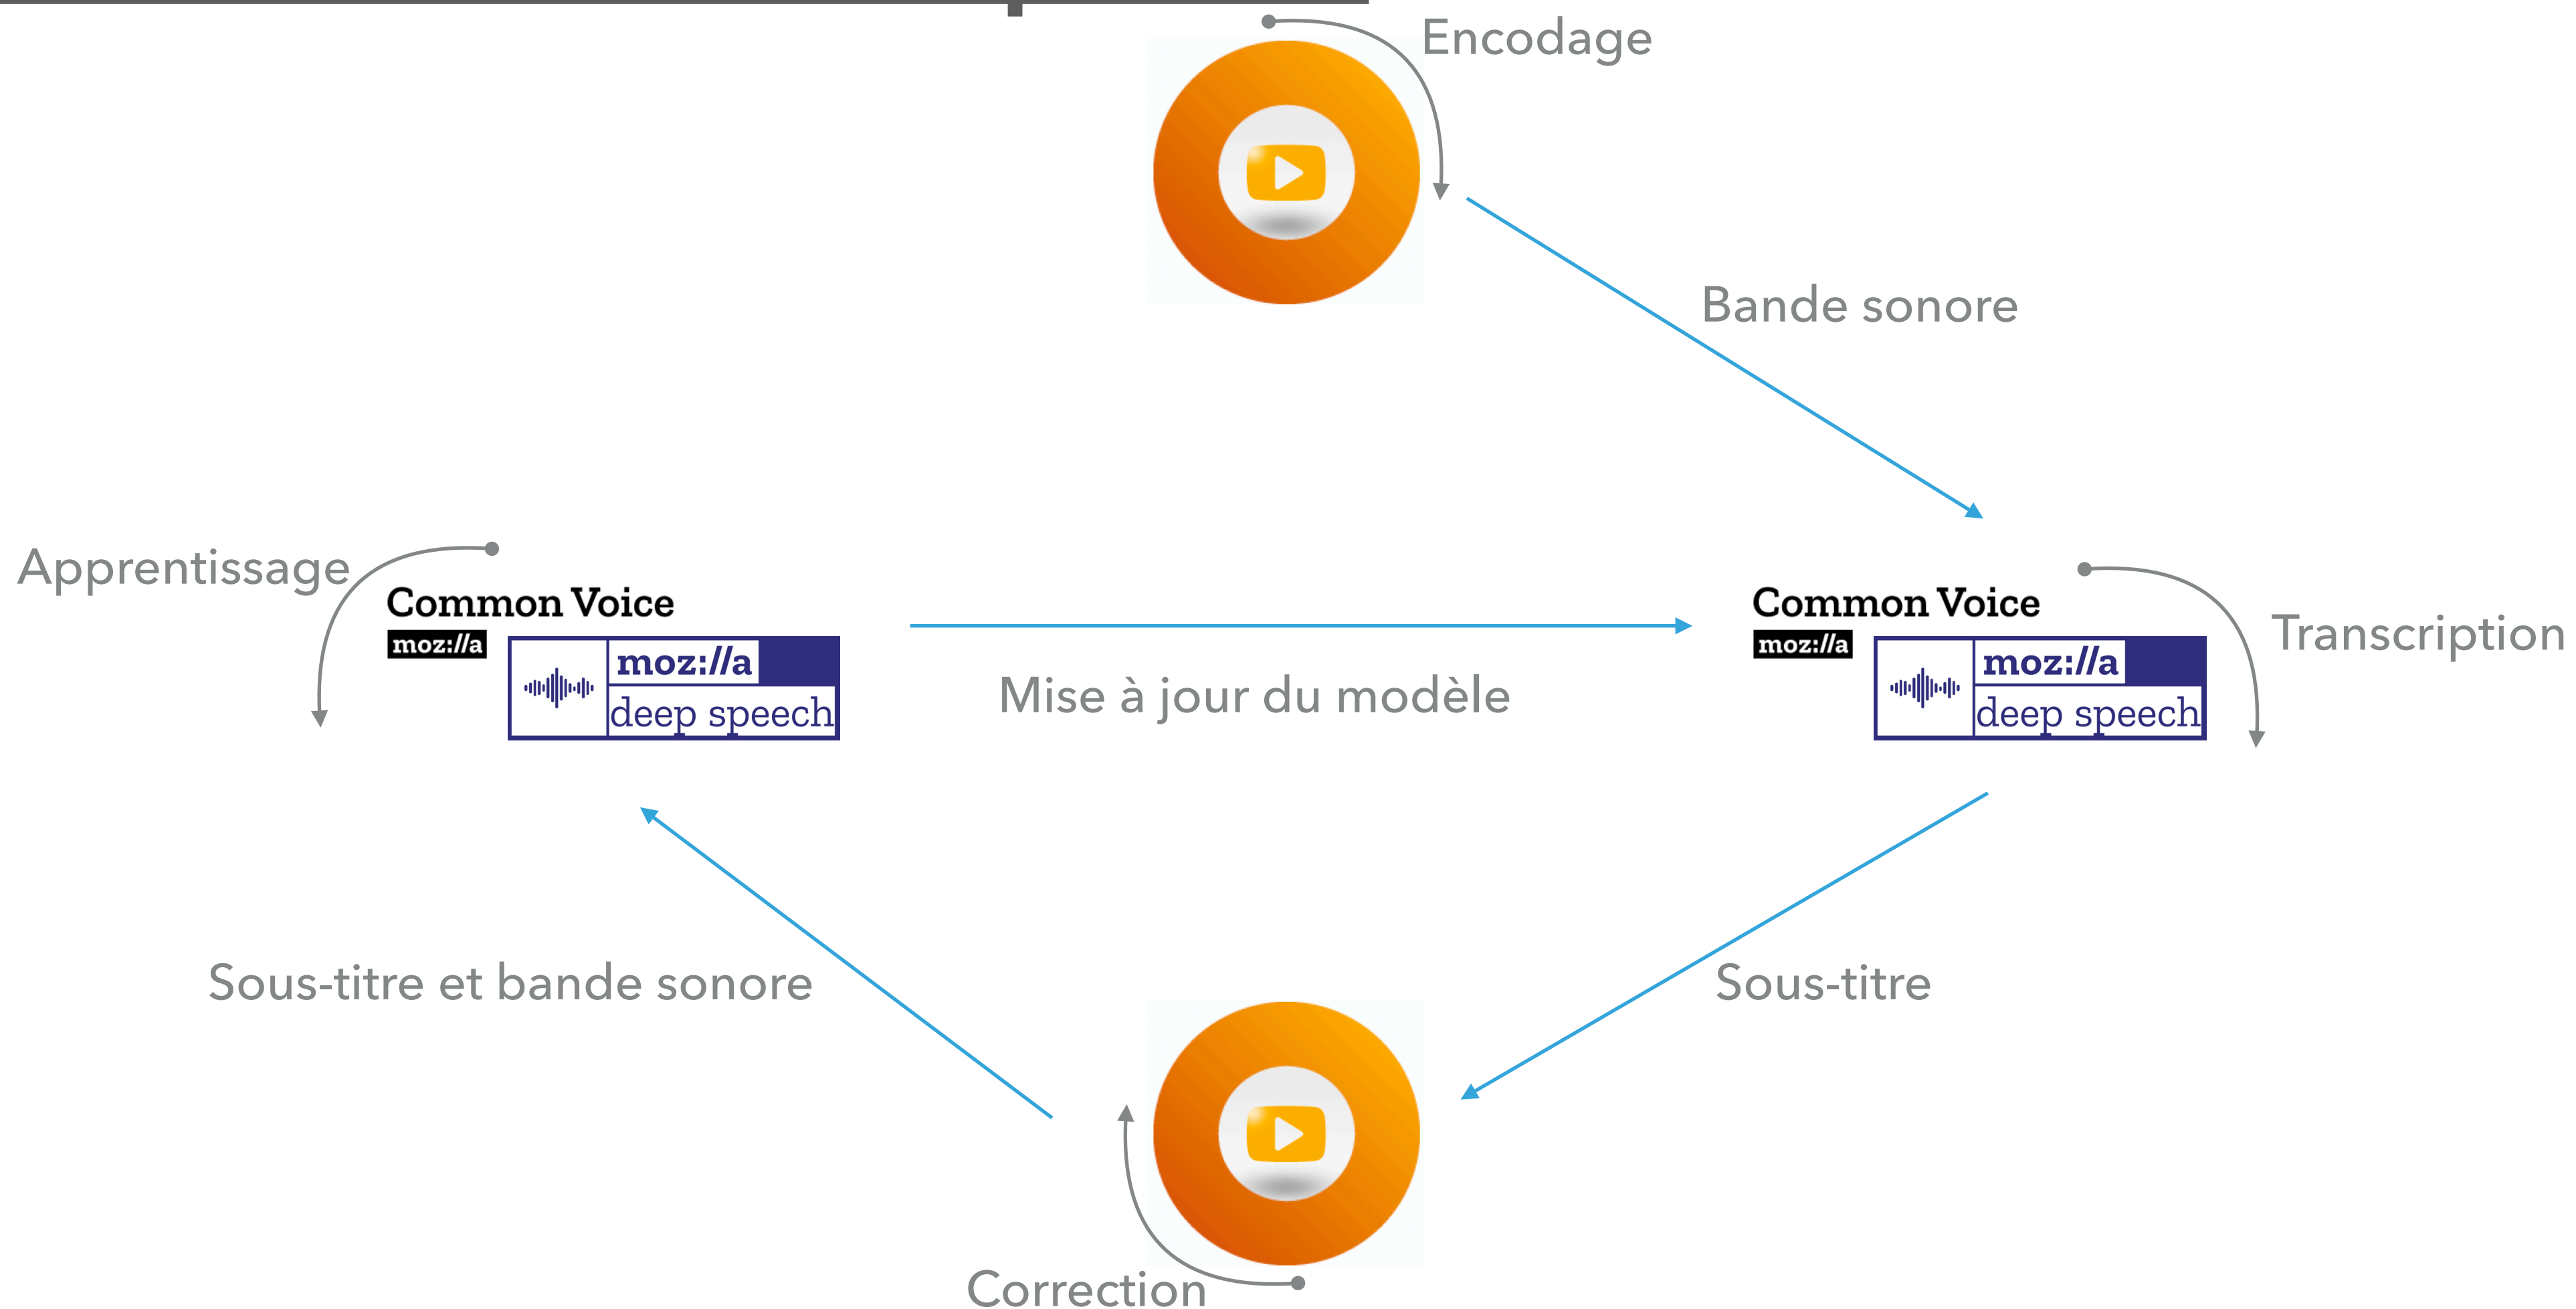 Encodage
Bande sonore
Apprentissage
Common Voice
moz://a
moz://a
deep speech
Mise à jour du modèle
Common Voice
moz://a
moz://a
deep speech
Transcription
Sous-titre et bande sonore
Sous-titre
Correction